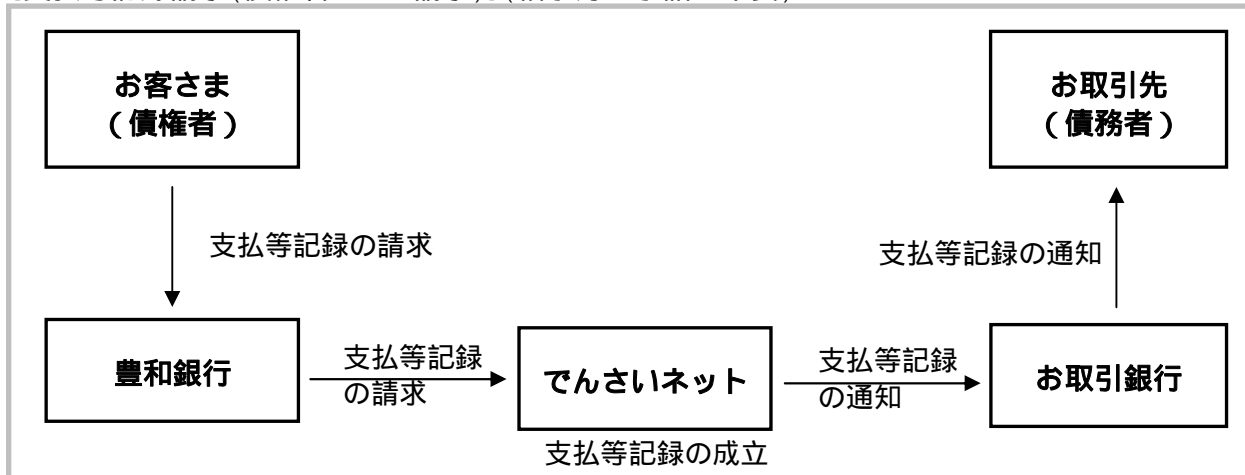 お客さま
(債権者)
お取引先
(債務者)
支払等記録の請求
支払等記録の通知
豊和銀行
支払等記録
の請求
でんさいネット
支払等記録
の通知
お取引銀行
支払等記録の成立